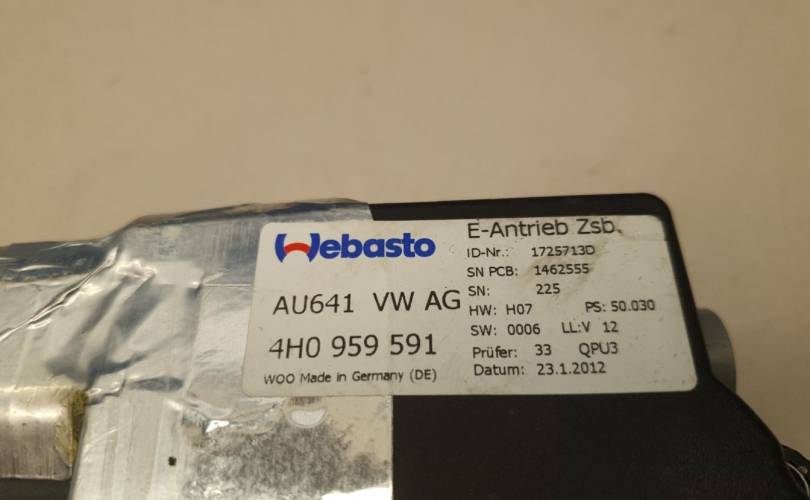 Webasto
AU641 VW AG
4H0 959 591
WOO Made in Germany (DE)
E-Antrieb Zsb.
ID-Nr.: 1725713D
SN PCB: 1462555
SN: 225
HW: H07 PS: 50.030
SW: 0006 LL:V 12
Prüfer: 33 QPU3
Datum: 23.1.2012